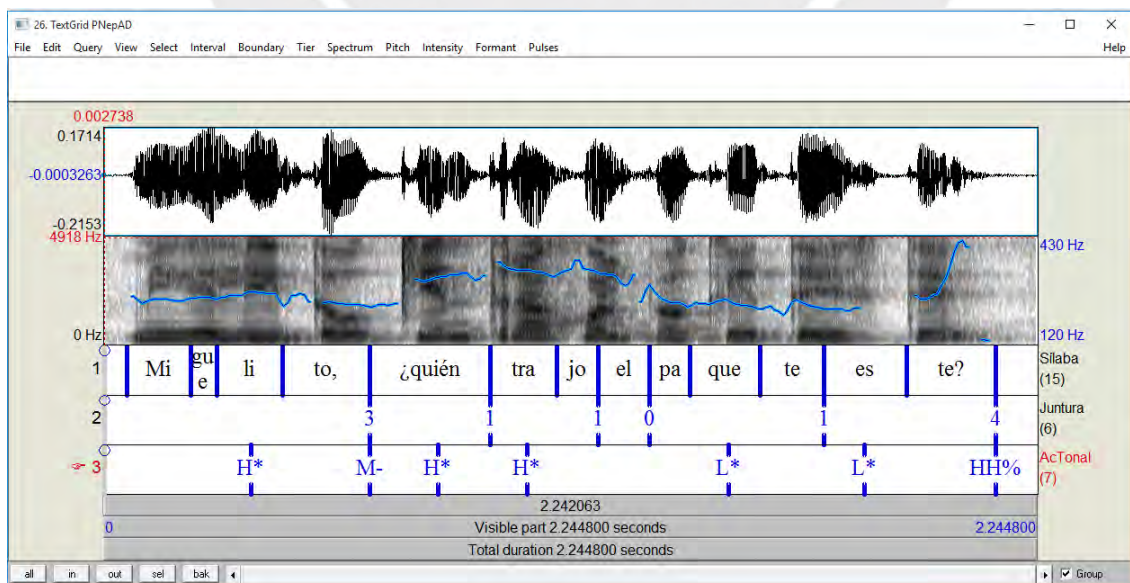 26. TextGrid PNepAD
File Edit Query View Select Interval Boundary Tier Spectrum Pitch Intensity Formant Pulses Help
0.002738
0.1714
-0.0003263
-0.2153
4918 Hz 430 Hz
0 Hz 120 Hz
1 Mi gu e li to, ¿quién tra jo el pa que te es te? Sílaba (15)
2 3 1 1 0 1 4 Juntura (6)
3 H* M- H* H* L* L* HH% AcTonal (7)
2.242063
0 Visible part 2.244800 seconds 2.244800
Total duration 2.244800 seconds
all in out sel bak Group